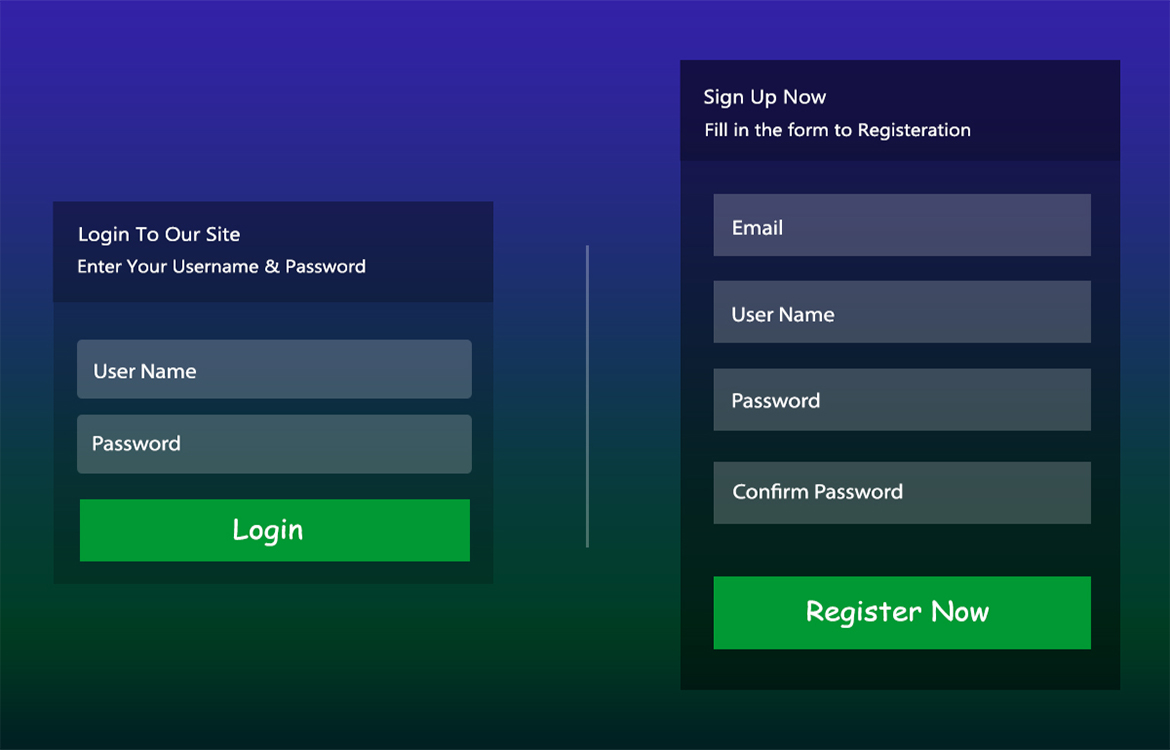 Login To Our Site
Enter Your Username & Password
User Name
Password
Login
Sign Up Now
Fill in the form to Registeration
Email
User Name
Password
Confirm Password
Register Now